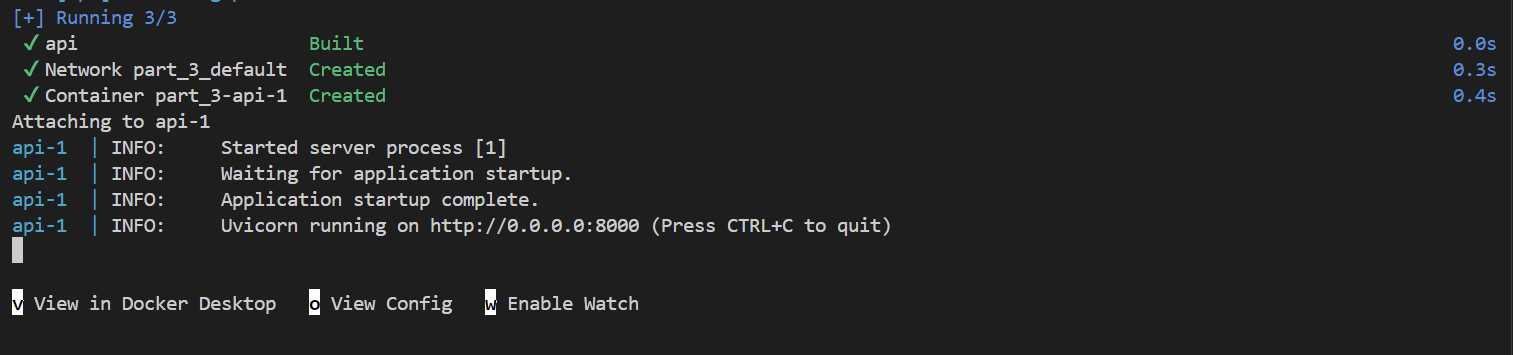 [+] Running 3/3
✓ api Built 0.0s
✓ Network part_3_default Created 0.3s
✓ Container part_3-api-1 Created 0.4s
Attaching to api-1
api-1 | INFO: Started server process [1]
api-1 | INFO: Waiting for application startup.
api-1 | INFO: Application startup complete.
api-1 | INFO: Uvicorn running on http://0.0.0.0:8000 (Press CTRL+C to quit)
v View in Docker Desktop o View Config w Enable Watch